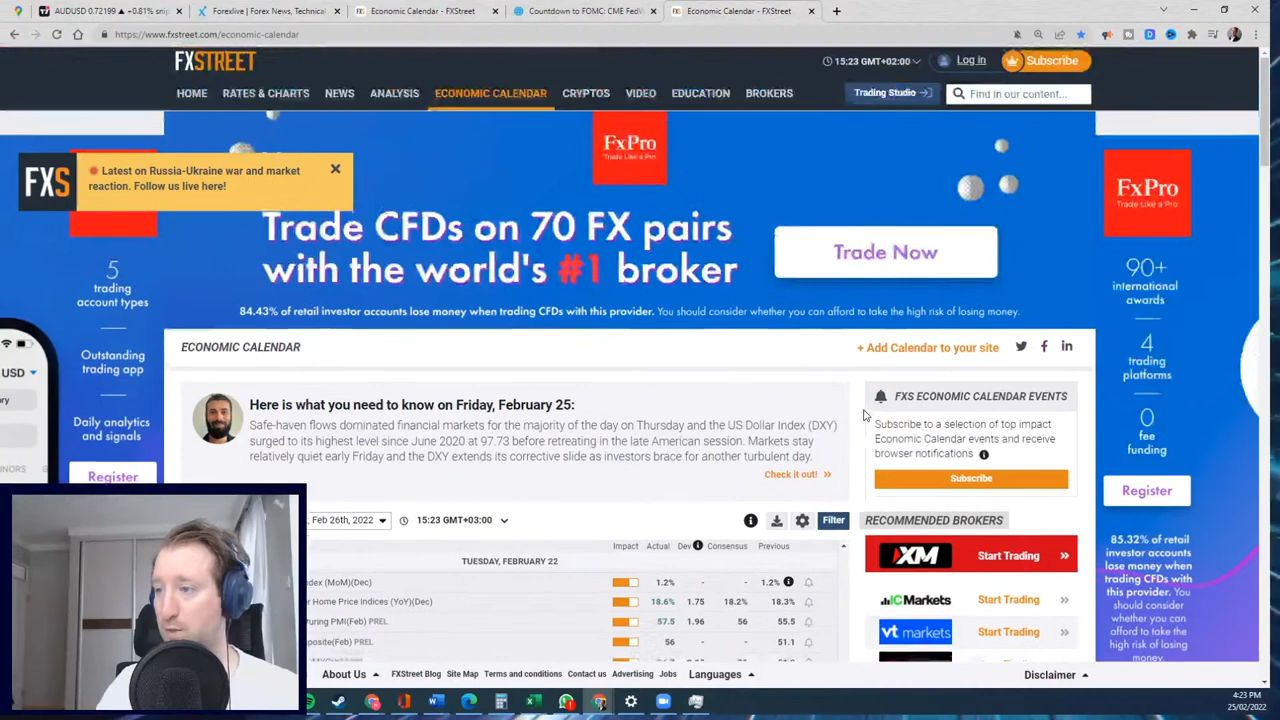 AUDUSD 0.72199 ▲ +0.81%
Forexlive | Forex News, Technical
Economic Calendar - FXStreet
Countdown to FOMC: CME FedW
Economic Calendar - FXStreet
https://www.fxstreet.com/economic-calendar
FXSTREET
15:23 GMT+02:00
Log in
Subscribe
HOME
RATES & CHARTS
NEWS
ANALYSIS
ECONOMIC CALENDAR
CRYPTOS
VIDEO
EDUCATION
BROKERS
Trading Studio
Find in our content...
FXS
Latest on Russia-Ukraine war and market
reaction. Follow us live here!
FxPro
Trade Like a Pro
Trade CFDs on 70 FX pairs
with the world's #1 broker
Trade Now
84.43% of retail investor accounts lose money when trading CFDs with this provider. You should consider whether you can afford to take the high risk of losing money.
5
trading
account types
Outstanding
trading app
Daily analytics
and signals
Register
USD
FxPro
Trade Like a Pro
90+
international
awards
4
trading
platforms
0
fee
funding
Register
85.32% of retail
investor accounts
lose money when
trading CFDs with
this provider. You
should consider
whether you can
afford to take the
high risk of losing
money.
ECONOMIC CALENDAR
+ Add Calendar to your site
Here is what you need to know on Friday, February 25:
Safe-haven flows dominated financial markets for the majority of the day on Thursday and the US Dollar Index (DXY)
surged to its highest level since June 2020 at 97.73 before retreating in the late American session. Markets stay
relatively quiet early Friday and the DXY extends its corrective slide as investors brace for another turbulent day.
Check it out!
FXS ECONOMIC CALENDAR EVENTS
Subscribe to a selection of top impact
Economic Calendar events and receive
browser notifications
Subscribe
Feb 26th, 2022
15:23 GMT+03:00
Filter
Impact Actual Dev Consensus Previous
TUESDAY, FEBRUARY 22
ndex (MoM)(Dec) 1.2% - - 1.2%
r Home Price Indices (YoY)(Dec) 18.6% 1.75 18.2% 18.3%
turing PMI(Feb) PREL 57.5 1.96 56 55.5
posite(Feb) PREL 56 - - 51.1
RECOMMENDED BROKERS
XM
Start Trading
IC Markets
Start Trading
vt markets
Start Trading
About Us
FXStreet Blog
Site Map
Terms and conditions
Contact us
Advertising
Jobs
Languages
Disclaimer
4:23 PM
25/02/2022